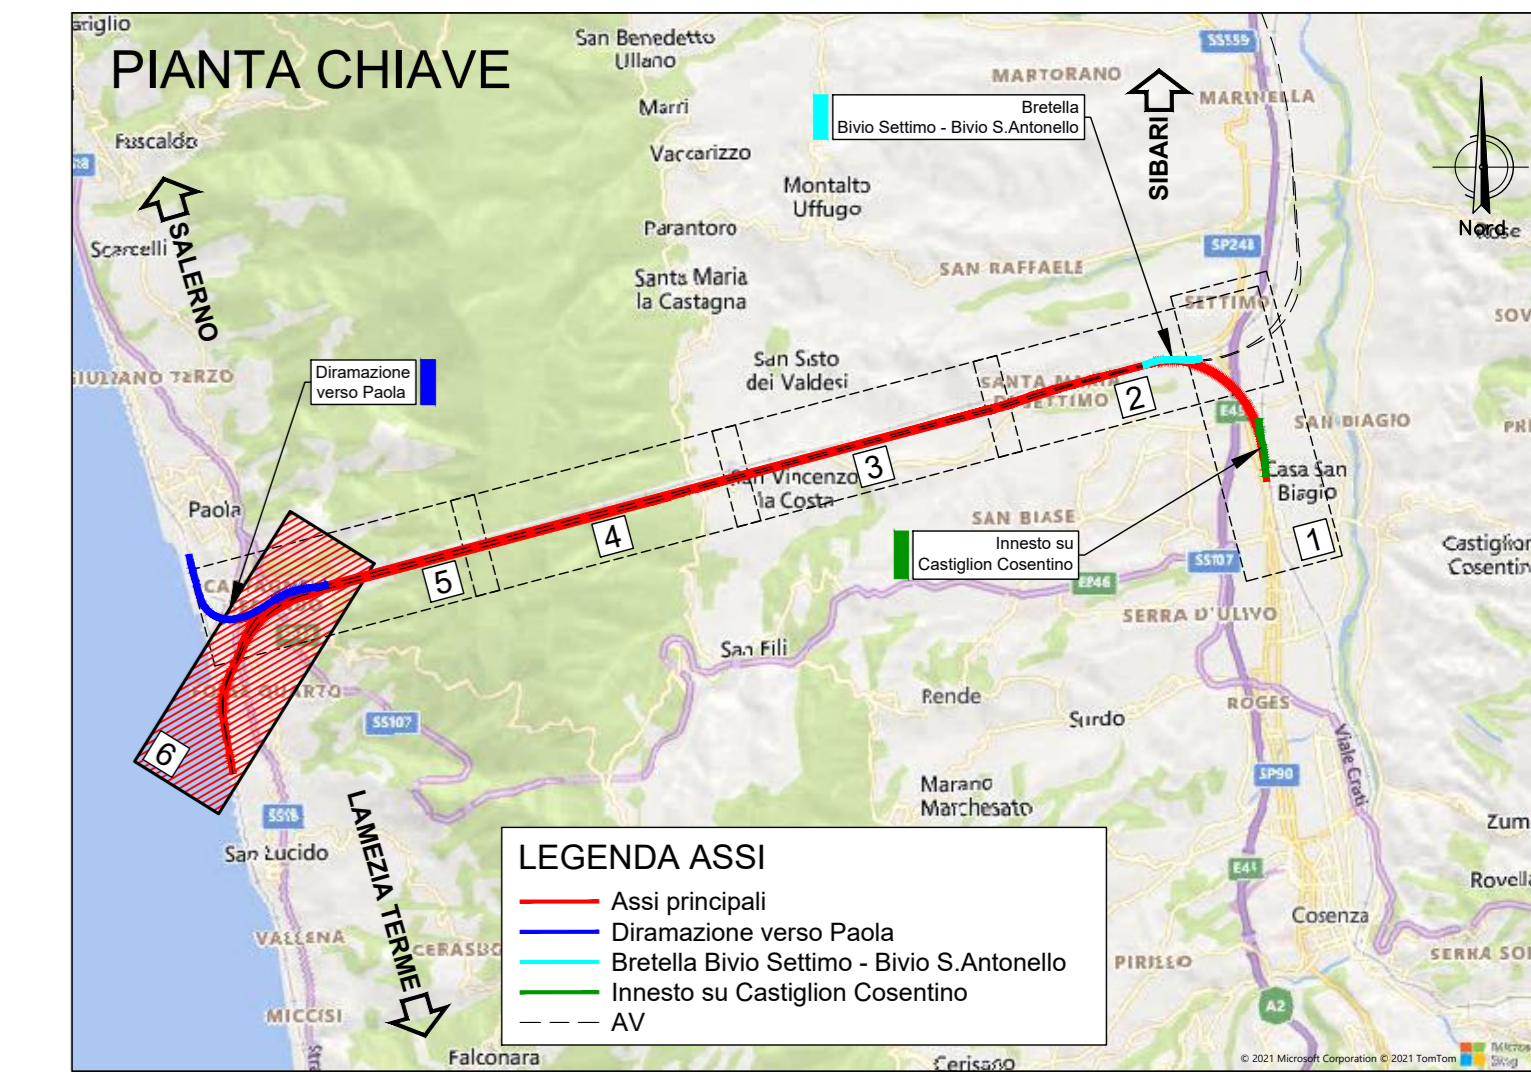 PIANTA CHIAVE
San Benedetto
Ullano
Marri
Vaccarizzo
Montalto
Uffugo
Parantoro
Santa Maria
la Castagna
Fuscaldo
Scarcelli
SALERNO
SS559
MARTORANO
MARINELLA
Bretella
Bivio Settimo - Bivio S.Antonello
SIBARI
Nord
SP248
SAN RAFFAELE
SETTIMO
GIULIANO TERZO
Diramazione
verso Paola
San Sisto
dei Valdesi
SANTA MARIA
DI SETTIMO
2
SAN BIAGIO
Casa San
Biagio
3
San Vincenzo
la Costa
4
5
1
Paola
SAN BIASE
Innesto su
Castiglion Cosentino
SS107
Castiglion
Cosentino
SERRA D'ULIVO
San Fili
Rende
Surdo
ROGES
Viale Crati
SS107
6
SP90
Marano
Marchesato
SS18
San Lucido
LAMEZIA TERME
VALLENA
MICCISI
Falconara
LEGENDA ASSI
Assi principali
Diramazione verso Paola
Bretella Bivio Settimo - Bivio S.Antonello
Innesto su Castiglion Cosentino
AV
PIRILLO
Cosenza
A2
Cerisano
© 2021 Microsoft Corporation © 2021 TomTom